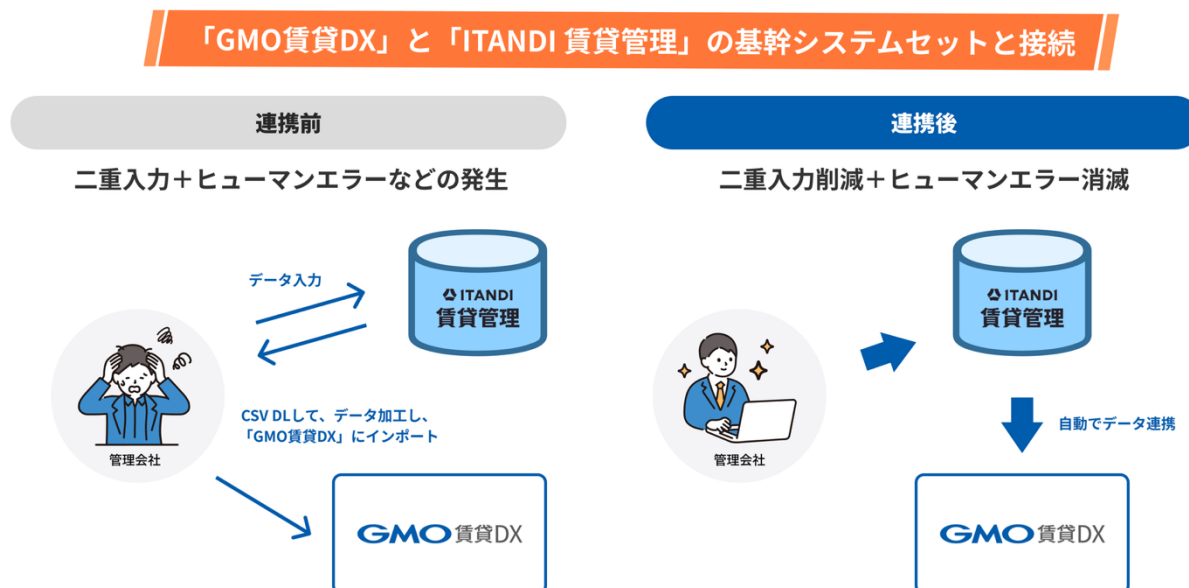 「GMO賃貸DX」と「ITANDI 賃貸管理」の基幹システムセットと接続
連携前
二重入力＋ヒューマンエラーなどの発生
データ入力
ITANDI
賃貸管理
管理会社
CSV DLして、データ加工し、
「GMO賃貸DX」にインポート
GMO賃貸DX
連携後
二重入力削減＋ヒューマンエラー消滅
ITANDI
賃貸管理
管理会社
自動でデータ連携
GMO賃貸DX